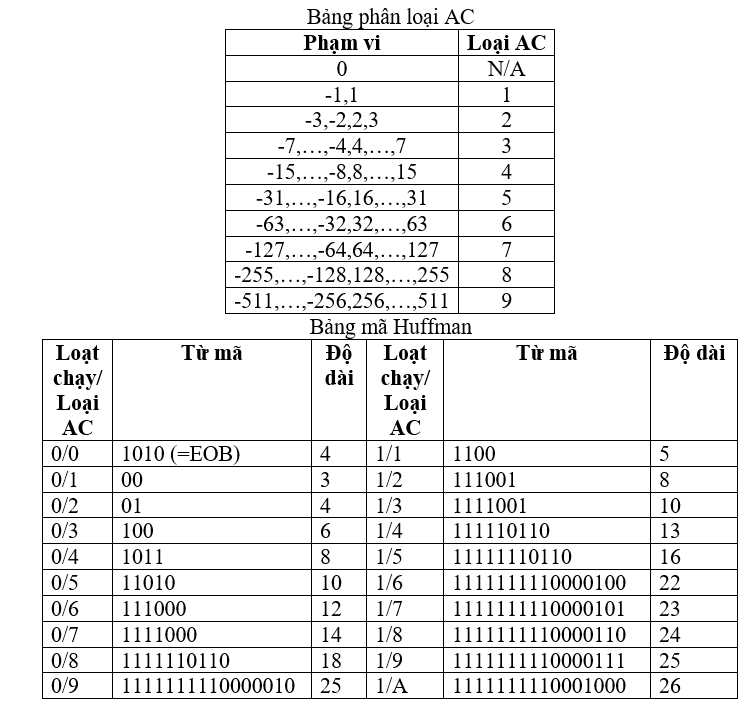 Bảng phân loại AC
Phạm vi Loại AC
0 N/A
-1,1 1
-3,-2,2,3 2
-7,…,-4,4,…,7 3
-15,…,-8,8,…,15 4
-31,…,-16,16,…,31 5
-63,…,-32,32,…,63 6
-127,…,-64,64,…,127 7
-255,…,-128,128,…,255 8
-511,…,-256,256,…,511 9
Bảng mã Huffman
Loạt Từ mã Độ Loạt Từ mã Độ dài
chạy/ dài chạy/
Loại Loại
AC AC
0/0 1010 (=EOB) 4 1/1 1100 5
0/1 00 3 1/2 111001 8
0/2 01 4 1/3 1111001 10
0/3 100 6 1/4 111110110 13
0/4 1011 8 1/5 11111110110 16
0/5 11010 10 1/6 1111111110000100 22
0/6 111000 12 1/7 1111111110000101 23
0/7 1111000 14 1/8 1111111110000110 24
0/8 1111110110 18 1/9 1111111110000111 25
0/9 1111111110000010 25 1/A 1111111110001000 26